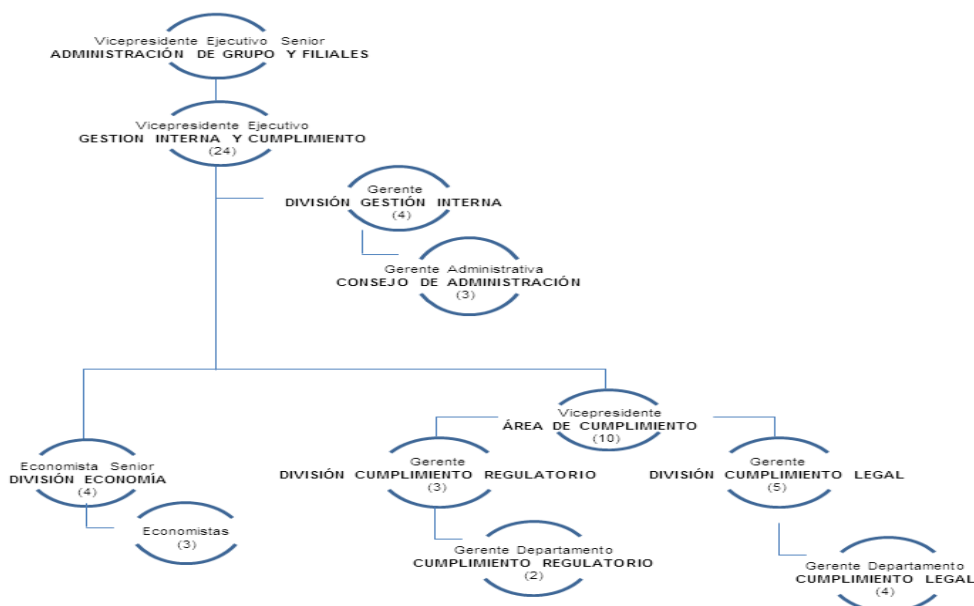 Vicepresidente Ejecutivo Senior
ADMINISTRACIÓN DE GRUPO Y FILIALES
Vicepresidente Ejecutivo
GESTION INTERNA Y CUMPLIMIENTO
(24)
Gerente
DIVISIÓN GESTIÓN INTERNA
(4)
Gerente Administrativa
CONSEJO DE ADMINISTRACIÓN
(3)
Vicepresidente
ÁREA DE CUMPLIMIENTO
(10)
Economista Senior
DIVISIÓN ECONOMÍA
(4)
Economistas
(3)
Gerente
DIVISIÓN CUMPLIMIENTO REGULATORIO
(3)
Gerente Departamento
CUMPLIMIENTO REGULATORIO
(2)
Gerente
DIVISIÓN CUMPLIMIENTO LEGAL
(5)
Gerente Departamento
CUMPLIMIENTO LEGAL
(4)